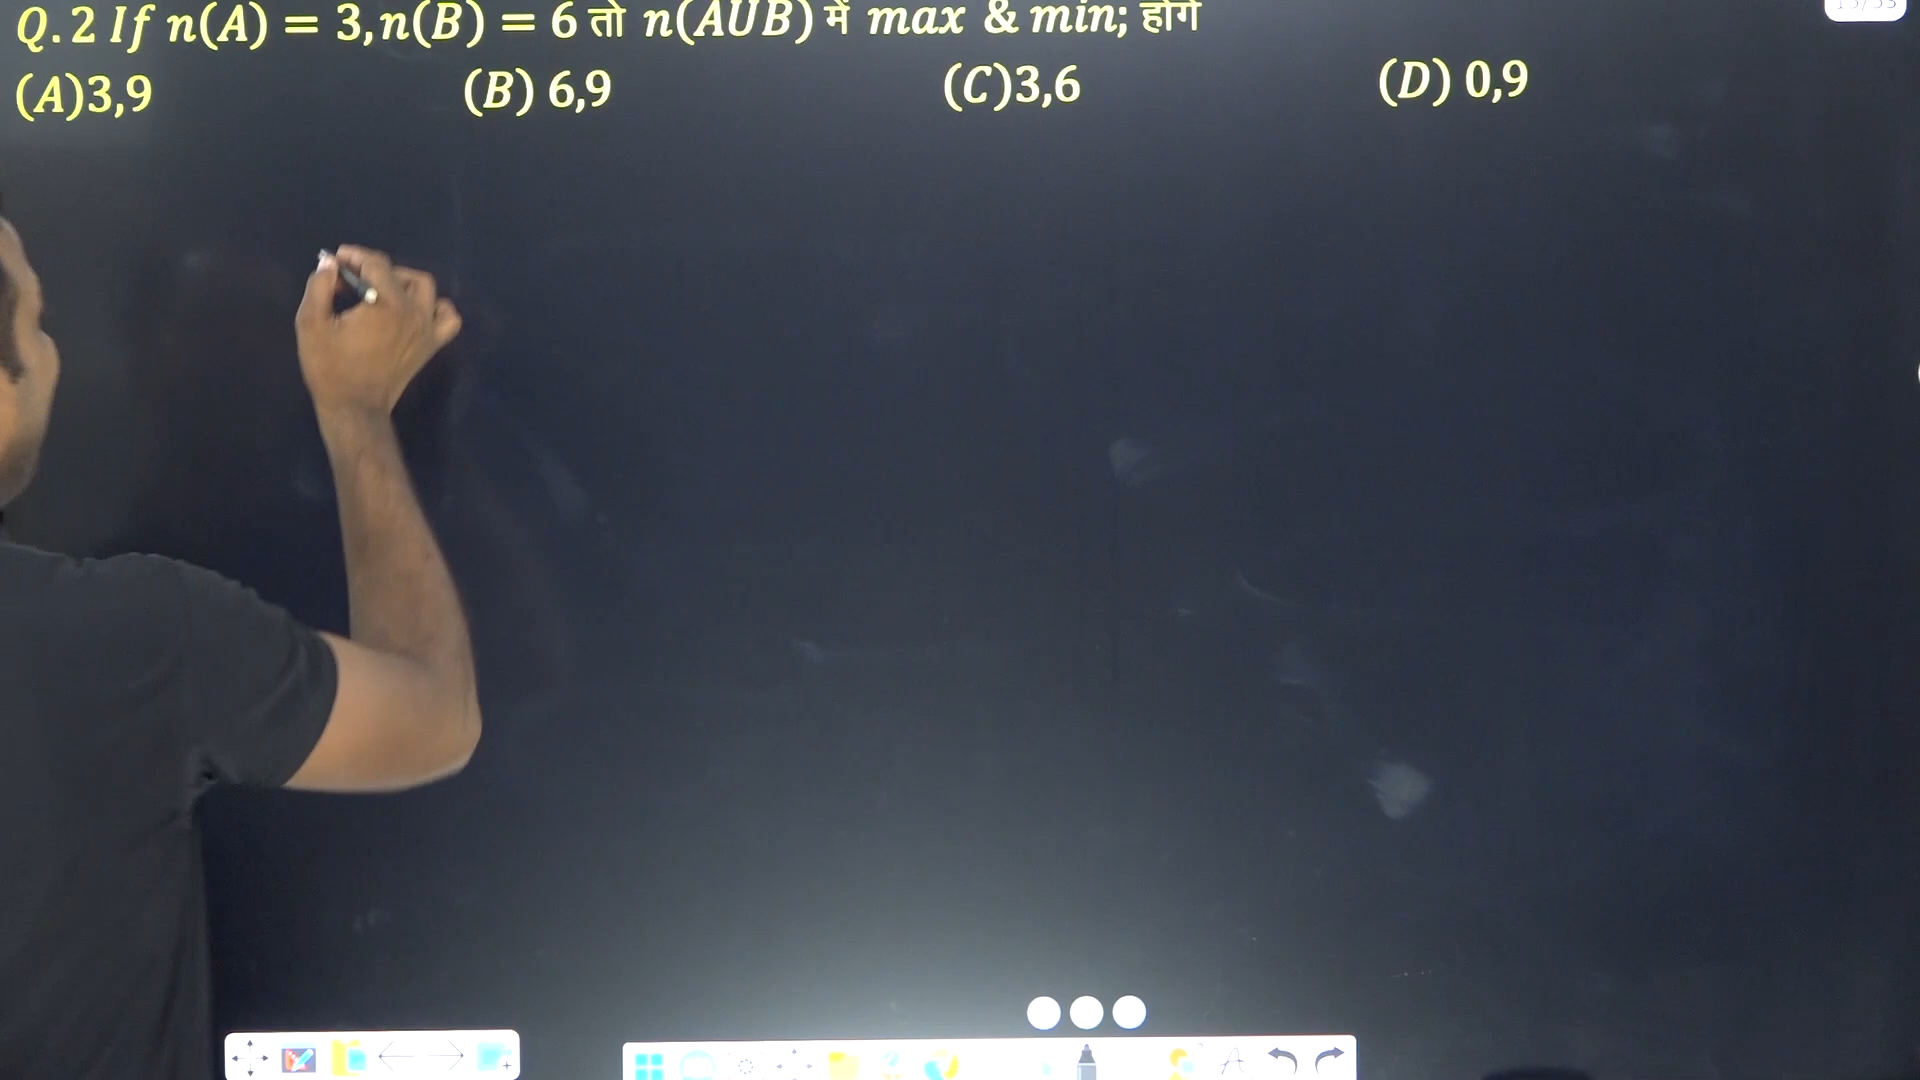 Q.2 If n(A) = 3, n(B) = 6 तो n(AUB) में max & min; होंगे
(A)3,9 (B) 6,9 (C)3,6 (D) 0,9